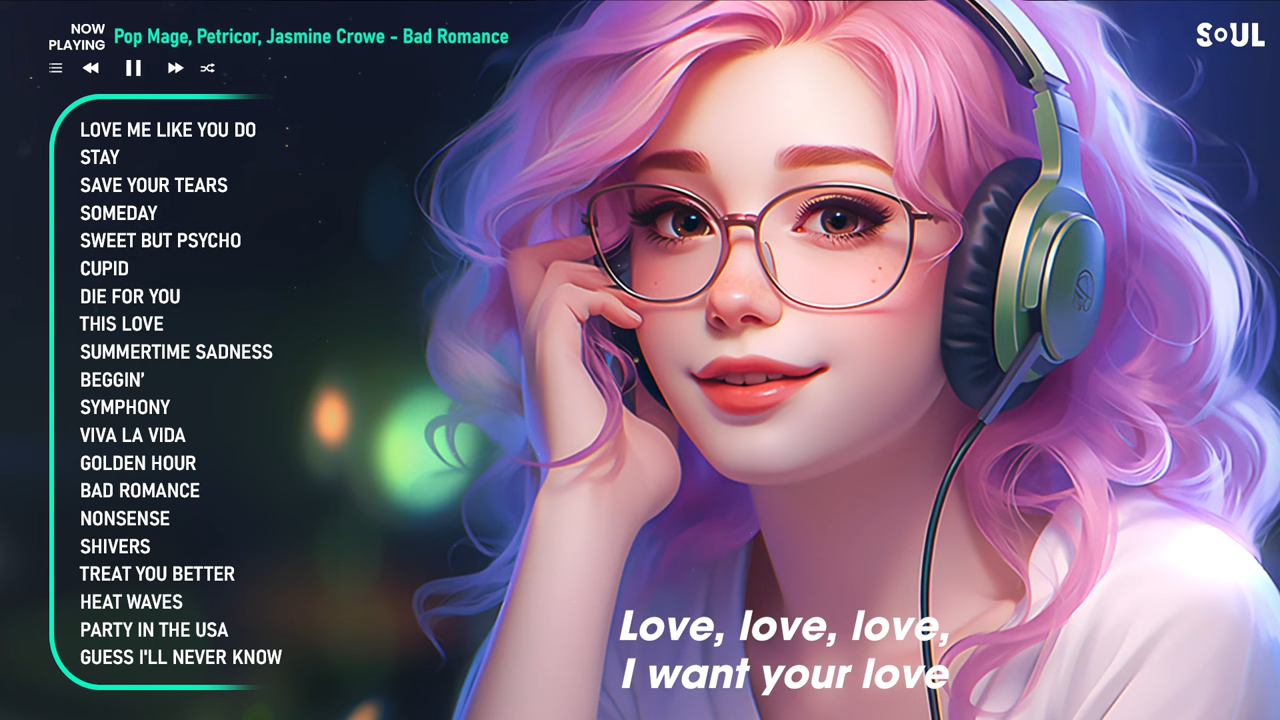 NOW
PLAYING
Pop Mage, Petricor, Jasmine Crowe - Bad Romance
SOUL
LOVE ME LIKE YOU DO
STAY
SAVE YOUR TEARS
SOMEDAY
SWEET BUT PSYCHO
CUPID
DIE FOR YOU
THIS LOVE
SUMMERTIME SADNESS
BEGGIN'
SYMPHONY
VIVA LA VIDA
GOLDEN HOUR
BAD ROMANCE
NONSENSE
SHIVERS
TREAT YOU BETTER
HEAT WAVES
PARTY IN THE USA
GUESS I'LL NEVER KNOW
Love, love, love,
I want your love